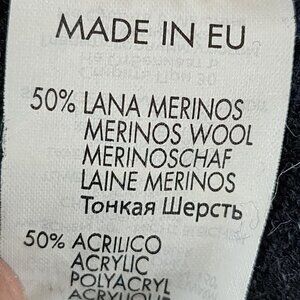 MADE IN EU
50% LANA MERINOS
MERINOS WOOL
MERINOSCHAF
LAINE MERINOS
Тонкая Шерсть
50% ACRILICO
ACRYLIC
POLYACRYL